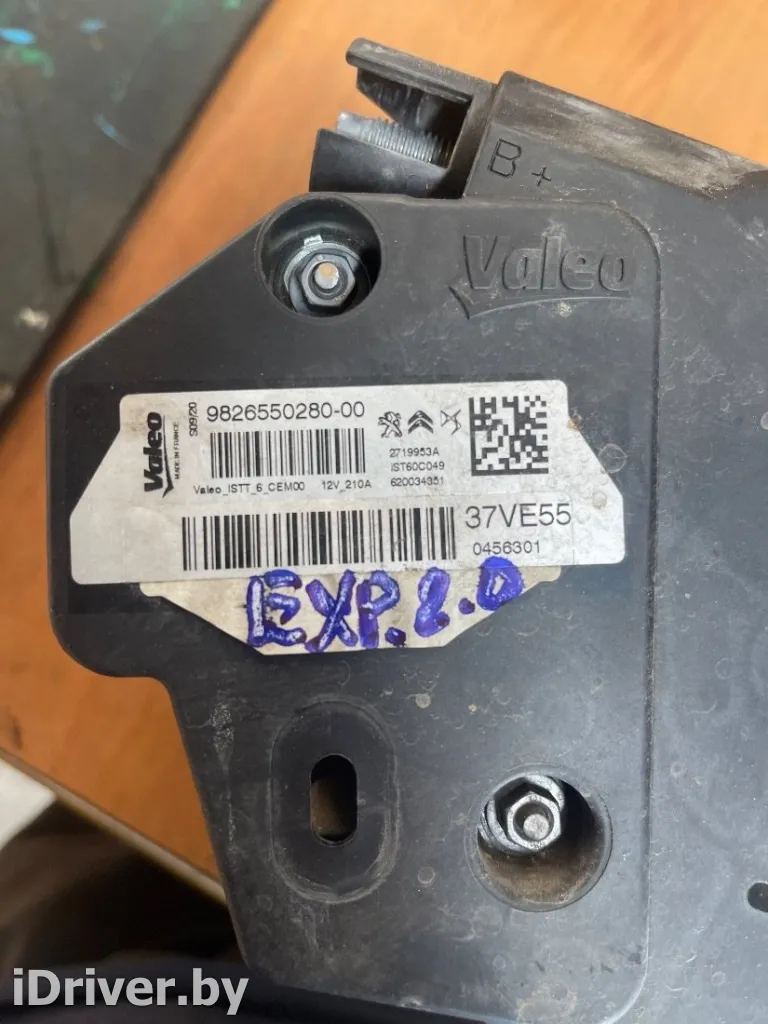 B +
Valeo
Valeo
MADE IN FRANCE
S09/20
9826550280-00
Valeo_ISTT_6_CEM00 12V_210A
2719953A
IST60C049
620034351
37VE55
0456301
EXP. 2.0
iDriver.by